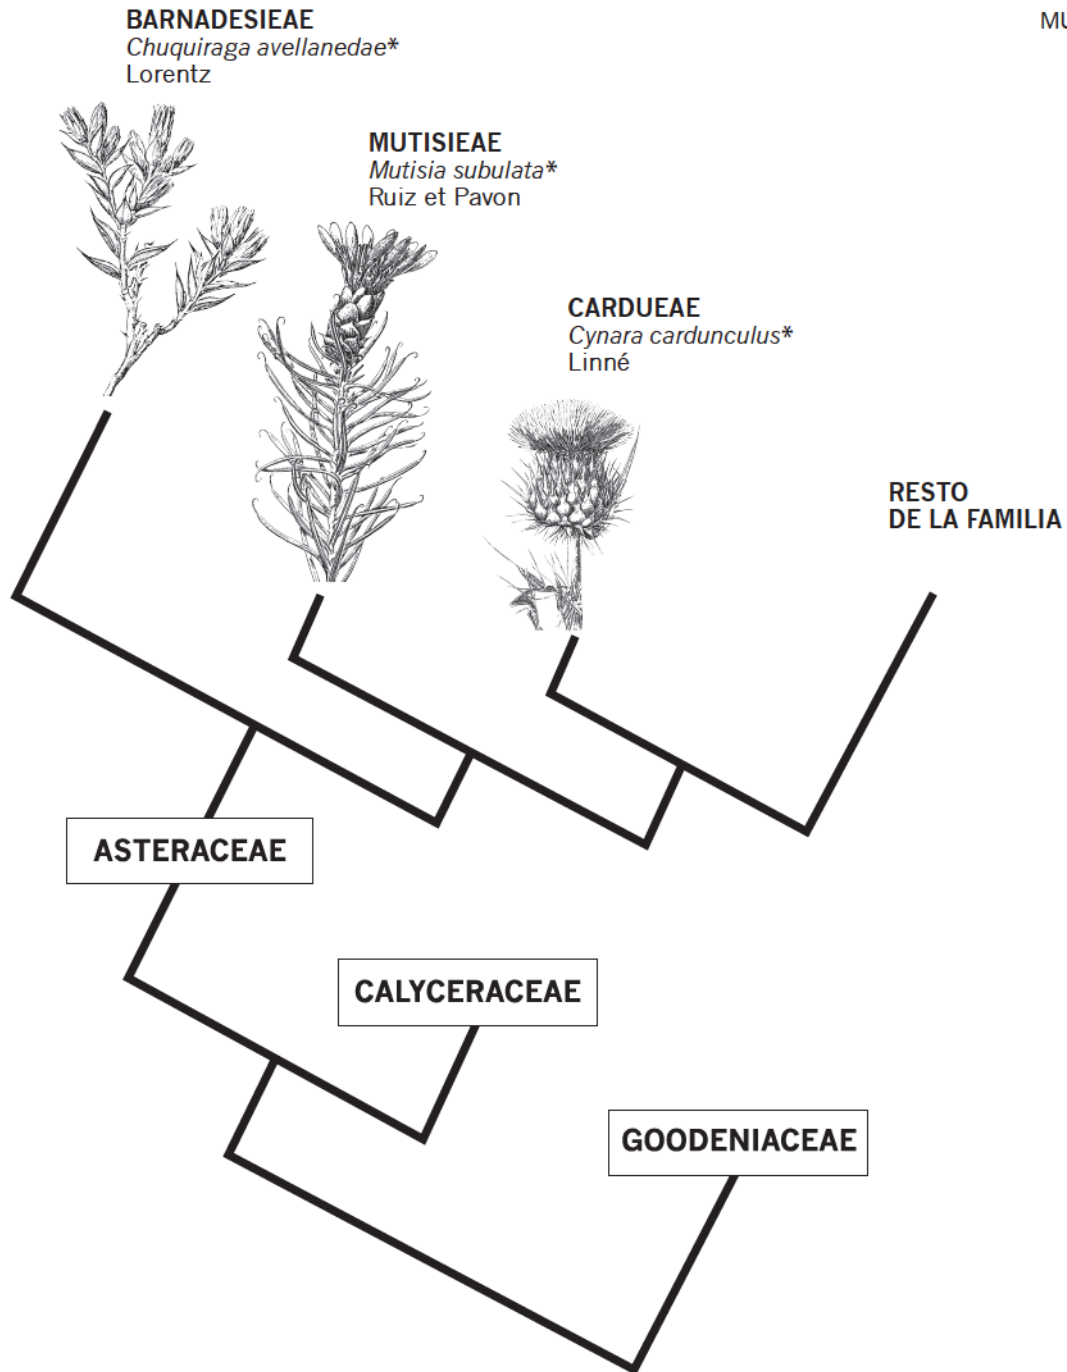 BARNADESIEAE
Chuquiraga avellanedae*
Lorentz
MU
MUTISIEAE
Mutisia subulata*
Ruiz et Pavon
CARDUEAE
Cynara cardunculus*
Linné
RESTO
DE LA FAMILIA
ASTERACEAE
CALYCERACEAE
GOODENIACEAE